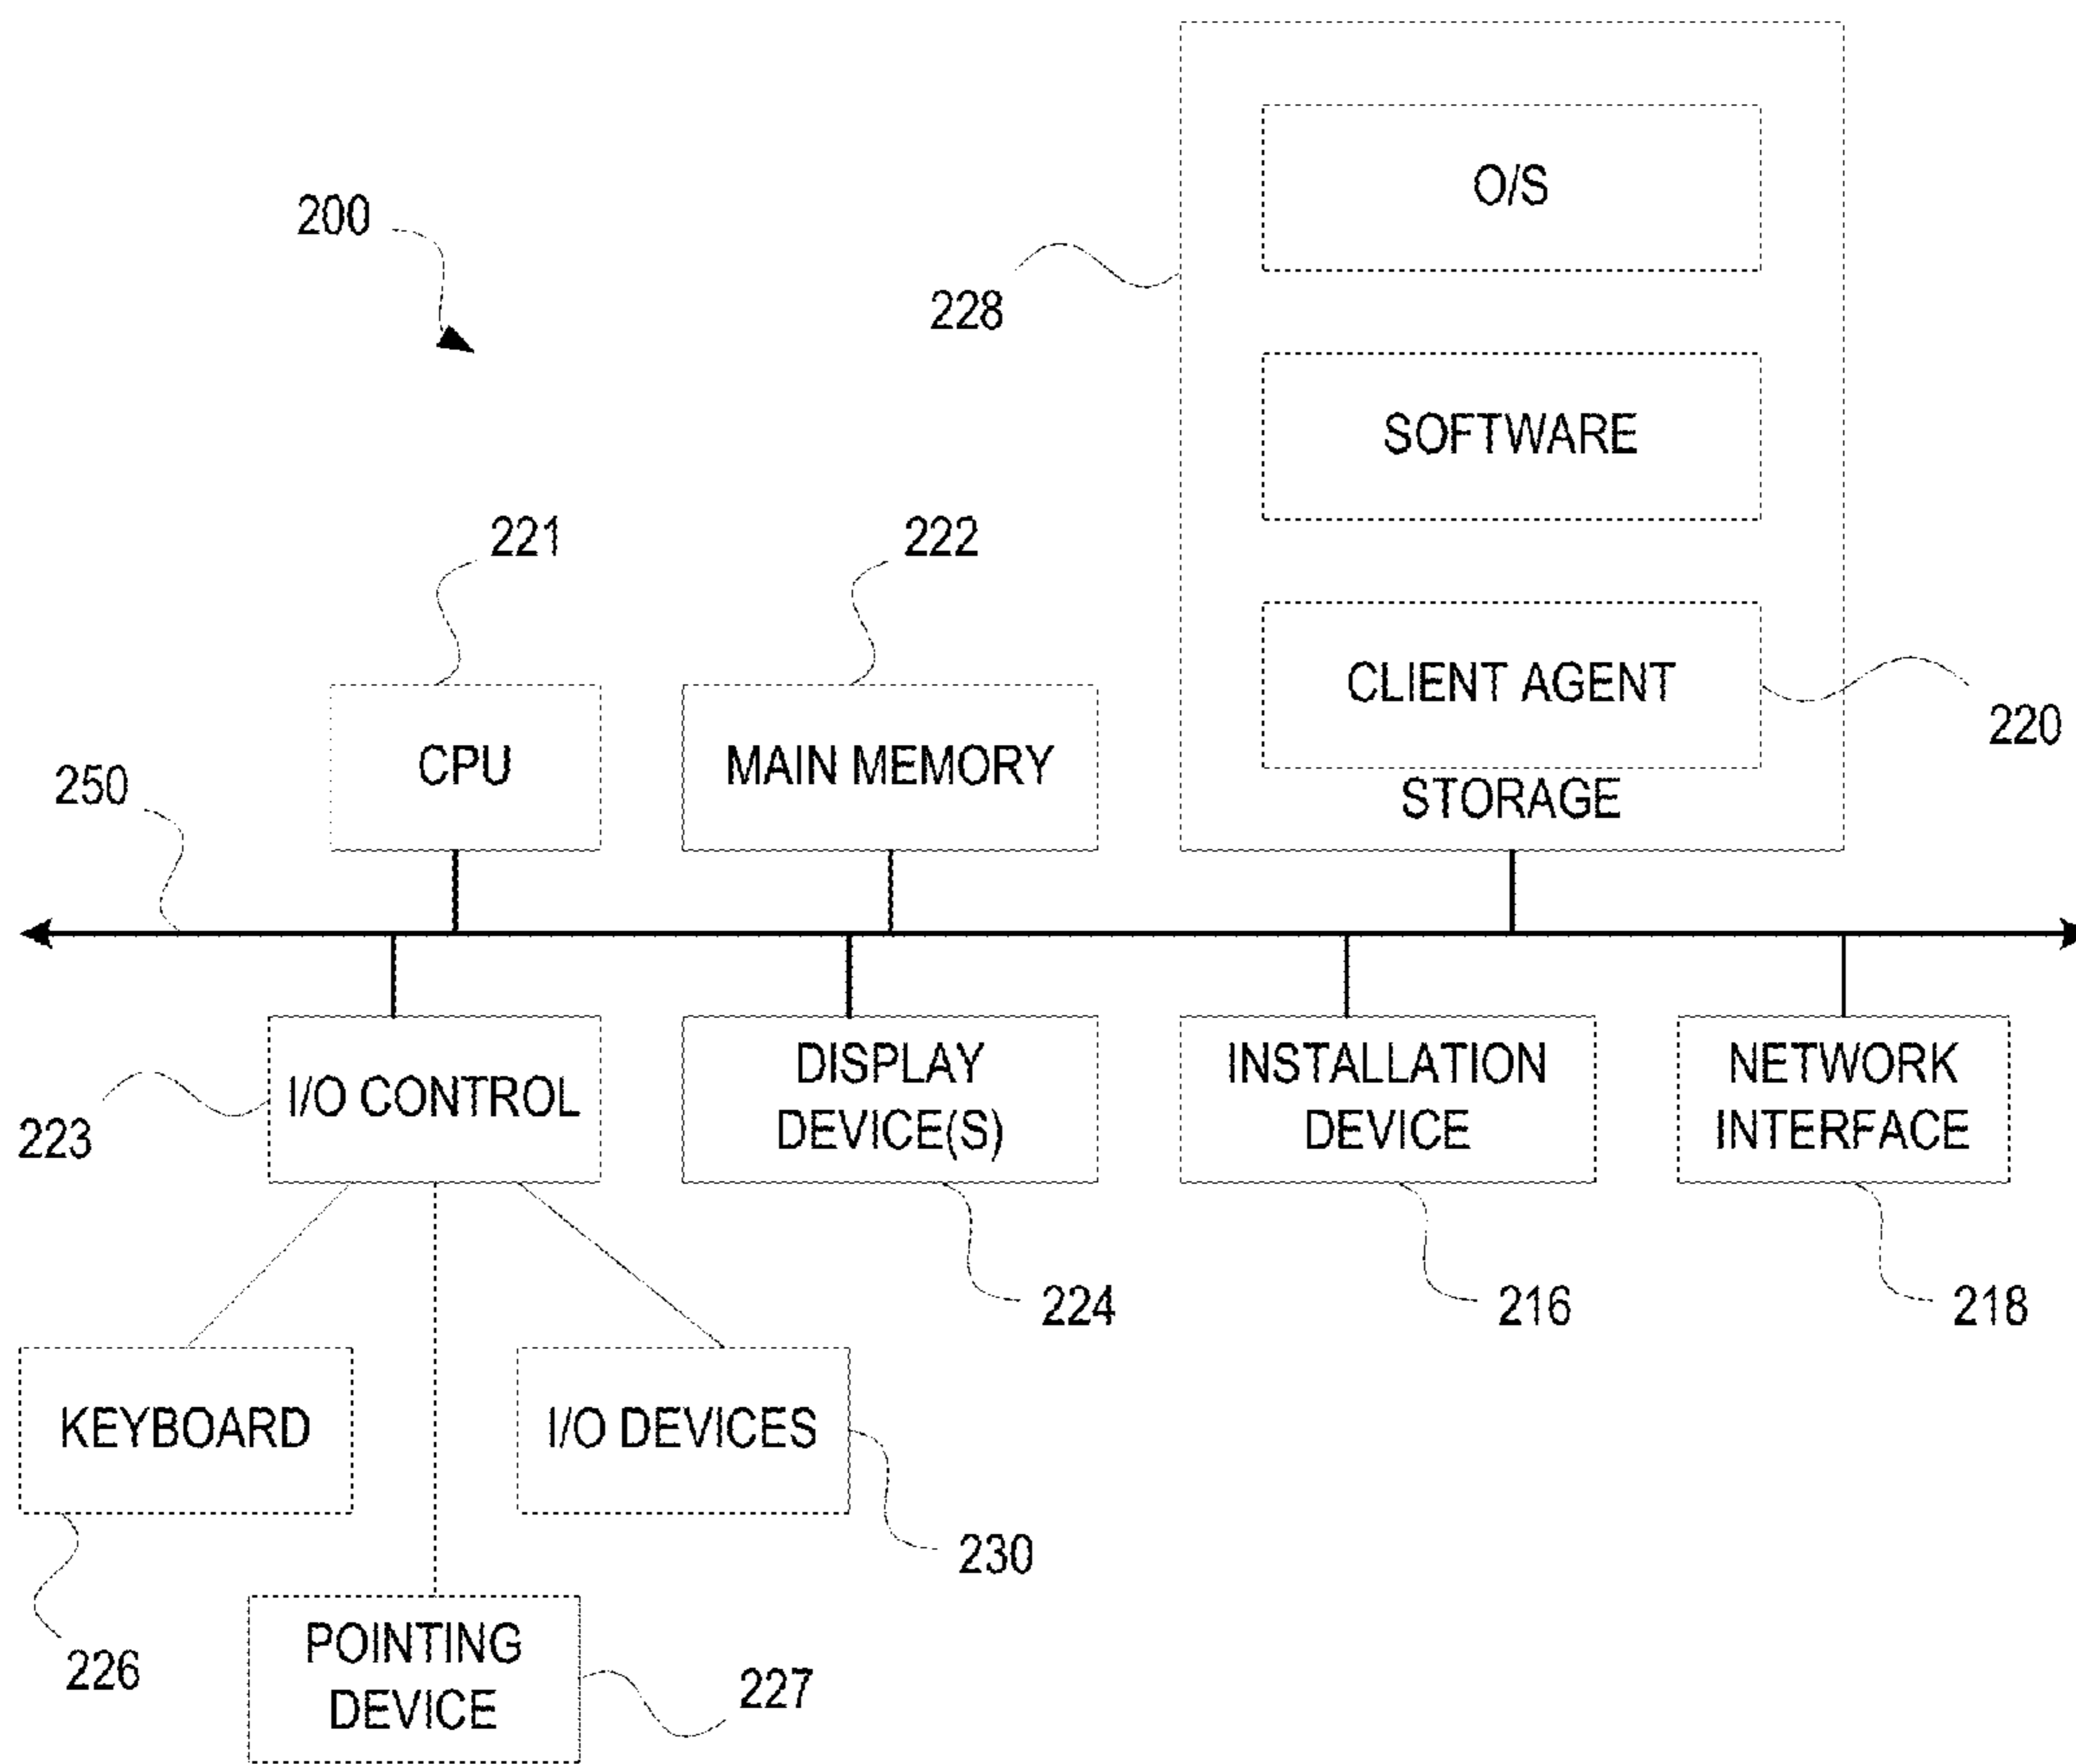 200
228
O/S
SOFTWARE
CLIENT AGENT
220
STORAGE
221
222
CPU
MAIN MEMORY
250
I/O CONTROL
223
DISPLAY
DEVICE(S)
224
INSTALLATION
DEVICE
216
NETWORK
INTERFACE
218
KEYBOARD
226
I/O DEVICES
230
POINTING
DEVICE
227